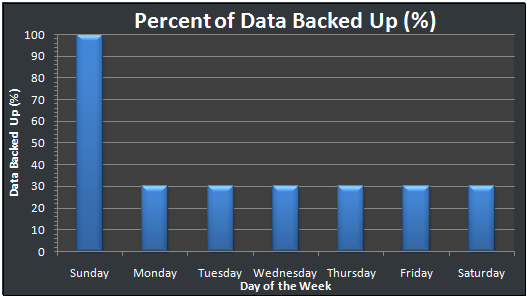 Percent of Data Backed Up (%)
Data Backed Up (%)
100
90
80
70
60
50
40
30
20
10
0
Sunday Monday Tuesday Wednesday Thursday Friday Saturday
Day of the Week